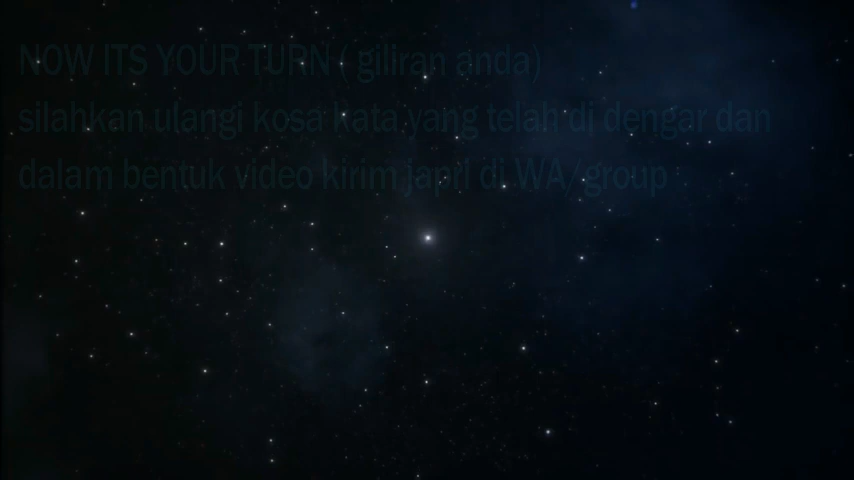 NOW ITS YOUR TURN ( giliran anda)
silahkan ulangi kosa kata yang telah di dengar dan
dalam bentuk video kirim japri di WA/group